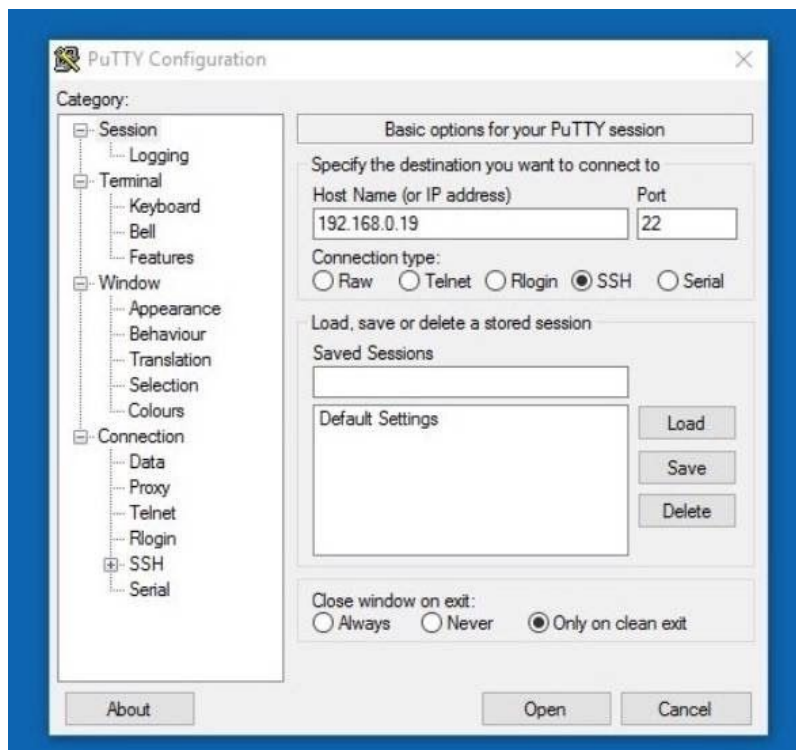 PuTTY Configuration
Category:
Session
Logging
Terminal
Keyboard
Bell
Features
Window
Appearance
Behaviour
Translation
Selection
Colours
Connection
Data
Proxy
Telnet
Rlogin
SSH
Serial
Basic options for your PuTTY session
Specify the destination you want to connect to
Host Name (or IP address) Port
192.168.0.19 22
Connection type:
Raw Telnet Rlogin SSH Serial
Load, save or delete a stored session
Saved Sessions
Default Settings
Load
Save
Delete
Close window on exit:
Always Never Only on clean exit
About Open Cancel